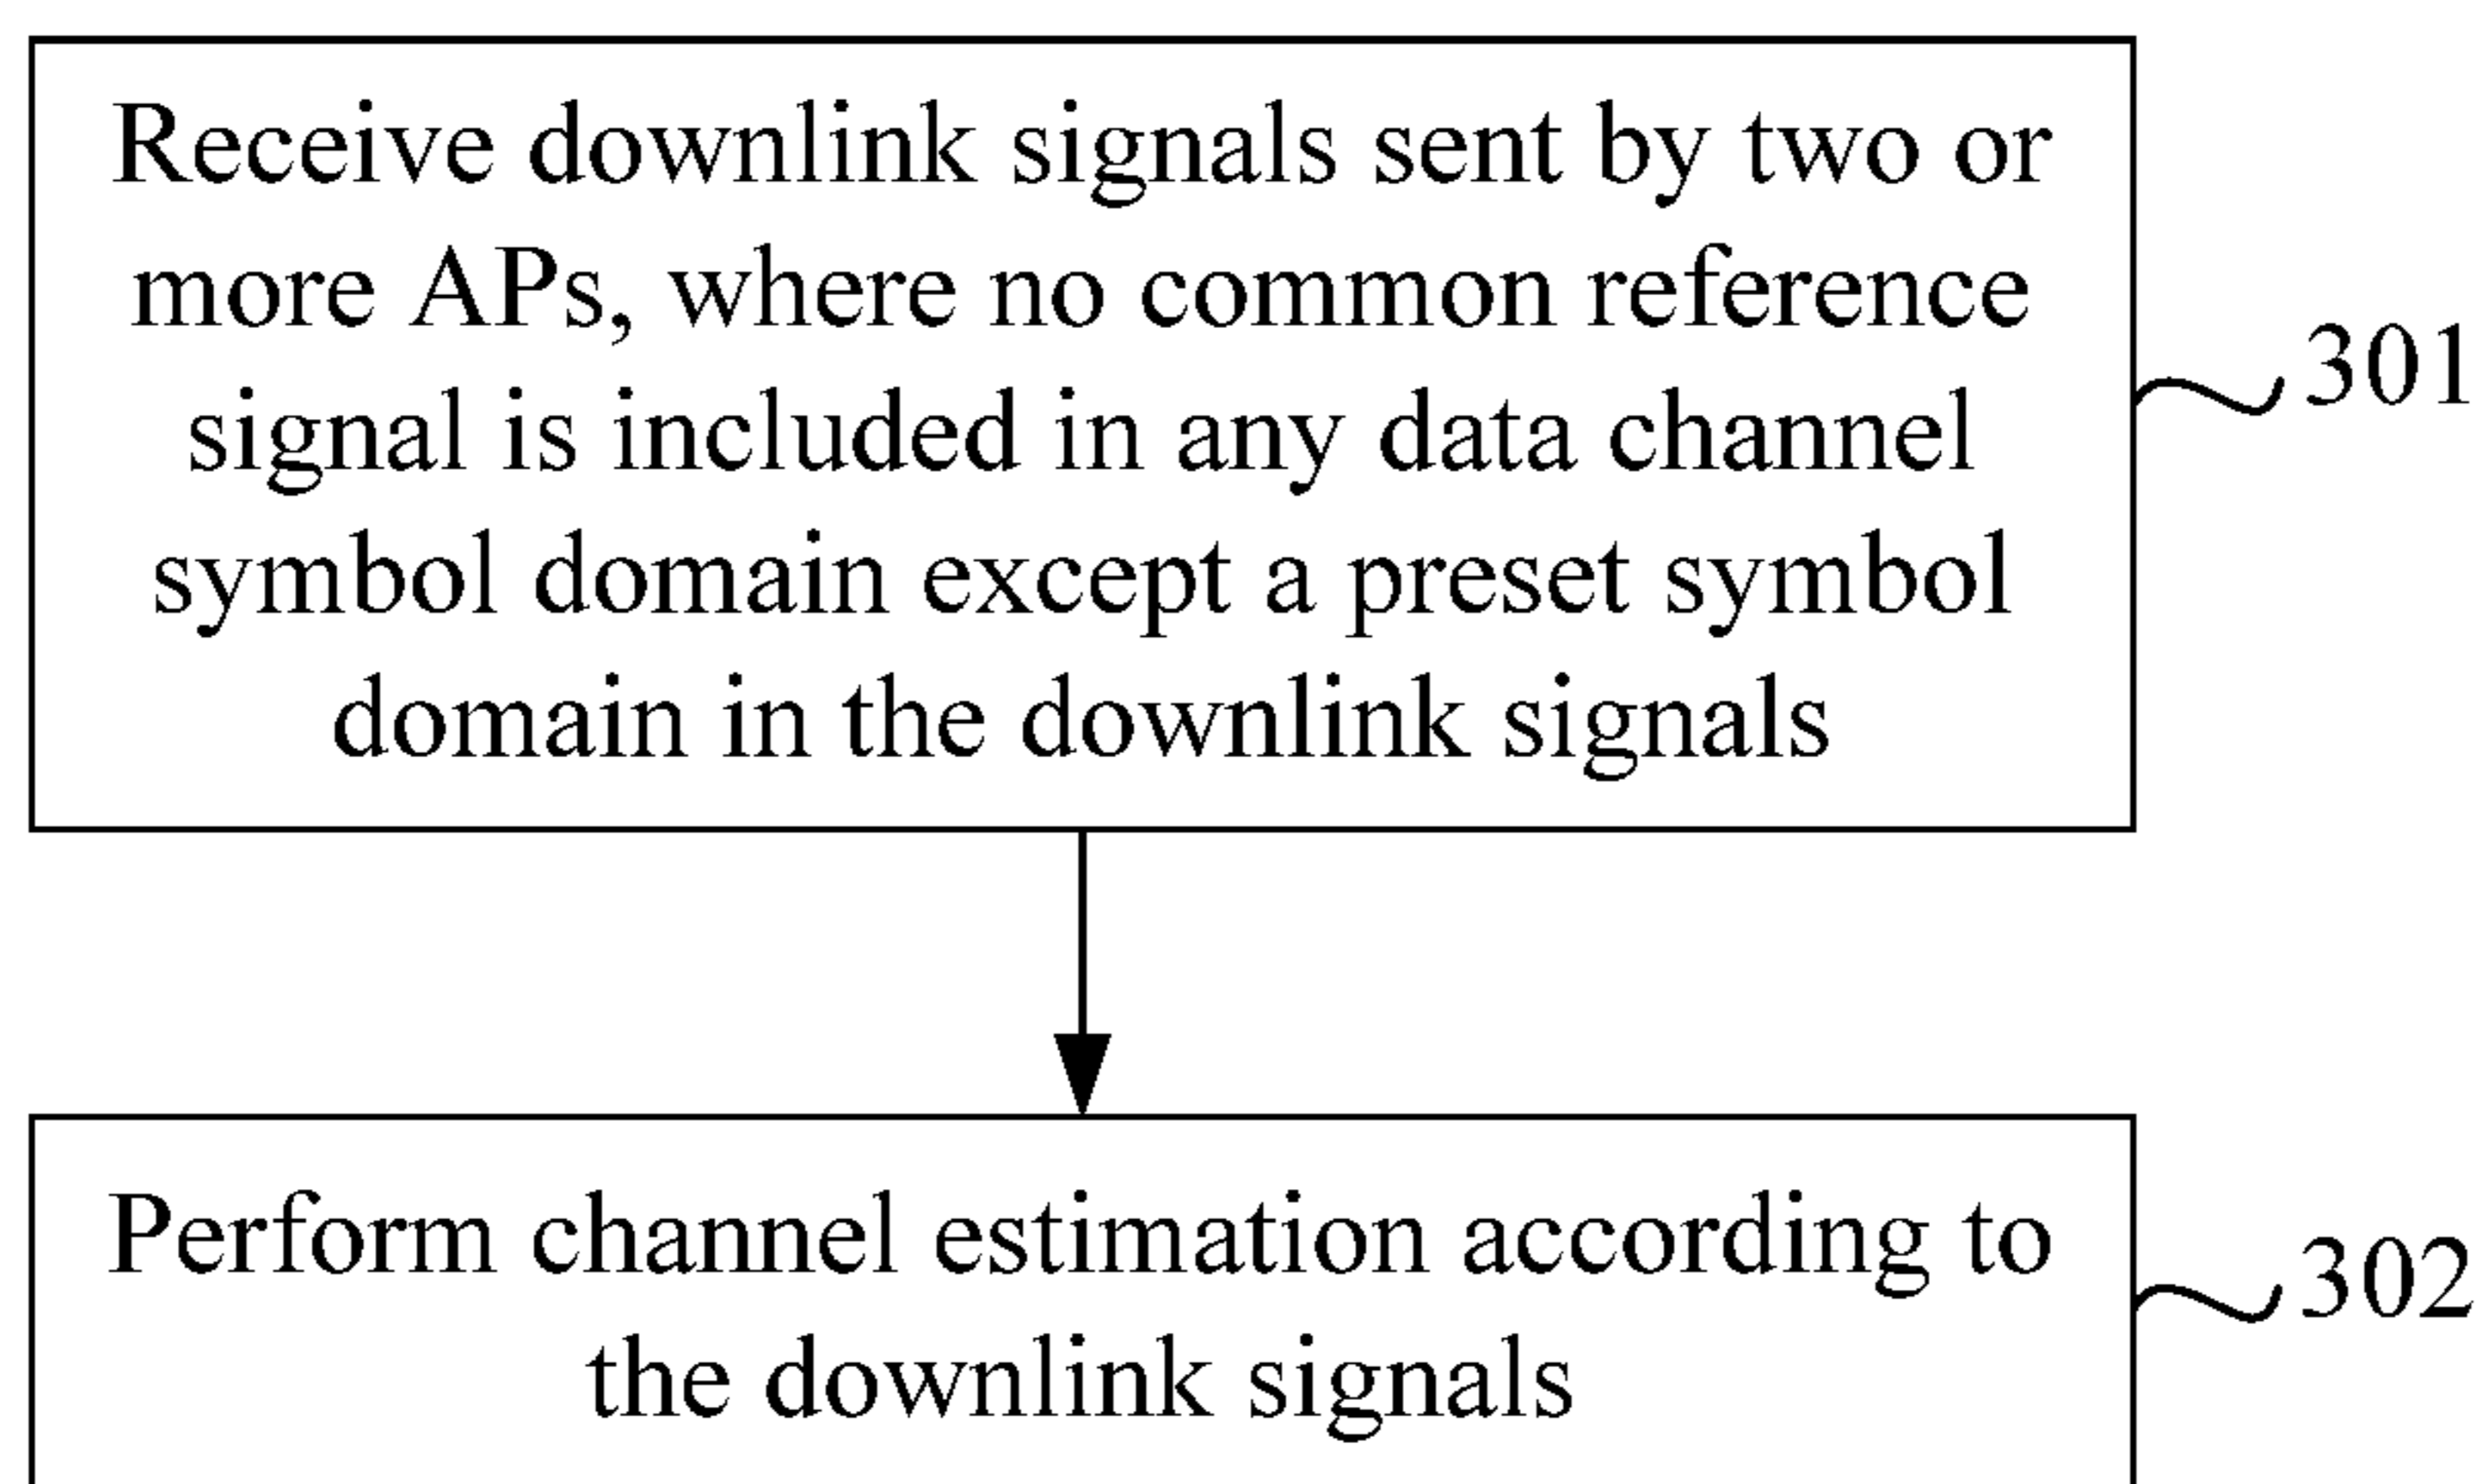 Receive downlink signals sent by two or
more APs, where no common reference
signal is included in any data channel
symbol domain except a preset symbol
domain in the downlink signals
301
Perform channel estimation according to
the downlink signals
302